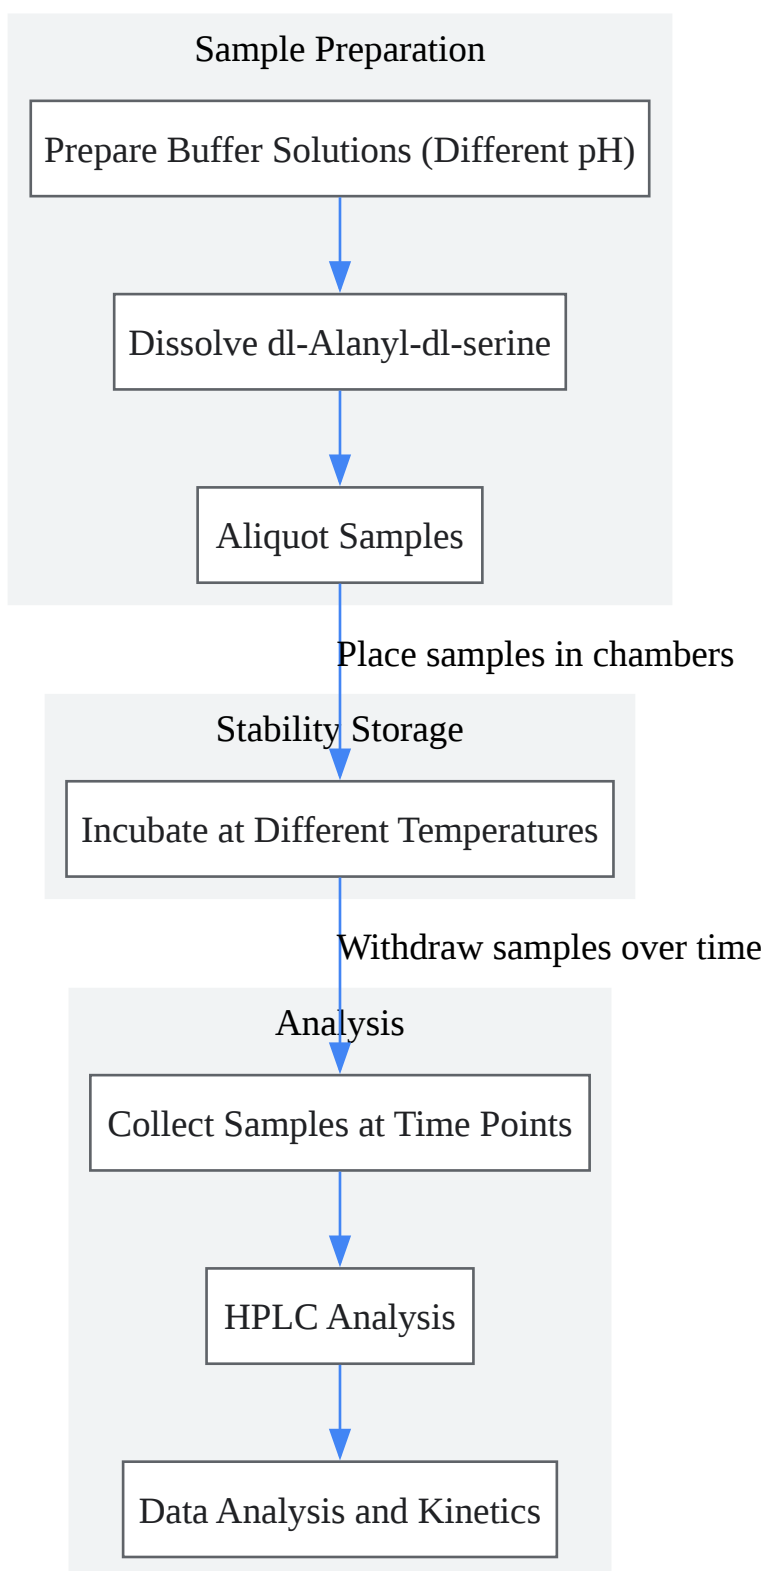 Sample Preparation
Prepare Buffer Solutions (Different pH)
Dissolve dl-Alanyl-dl-serine
Aliquot Samples
Place samples in chambers
Stability Storage
Incubate at Different Temperatures
Withdraw samples over time
Analysis
Collect Samples at Time Points
HPLC Analysis
Data Analysis and Kinetics